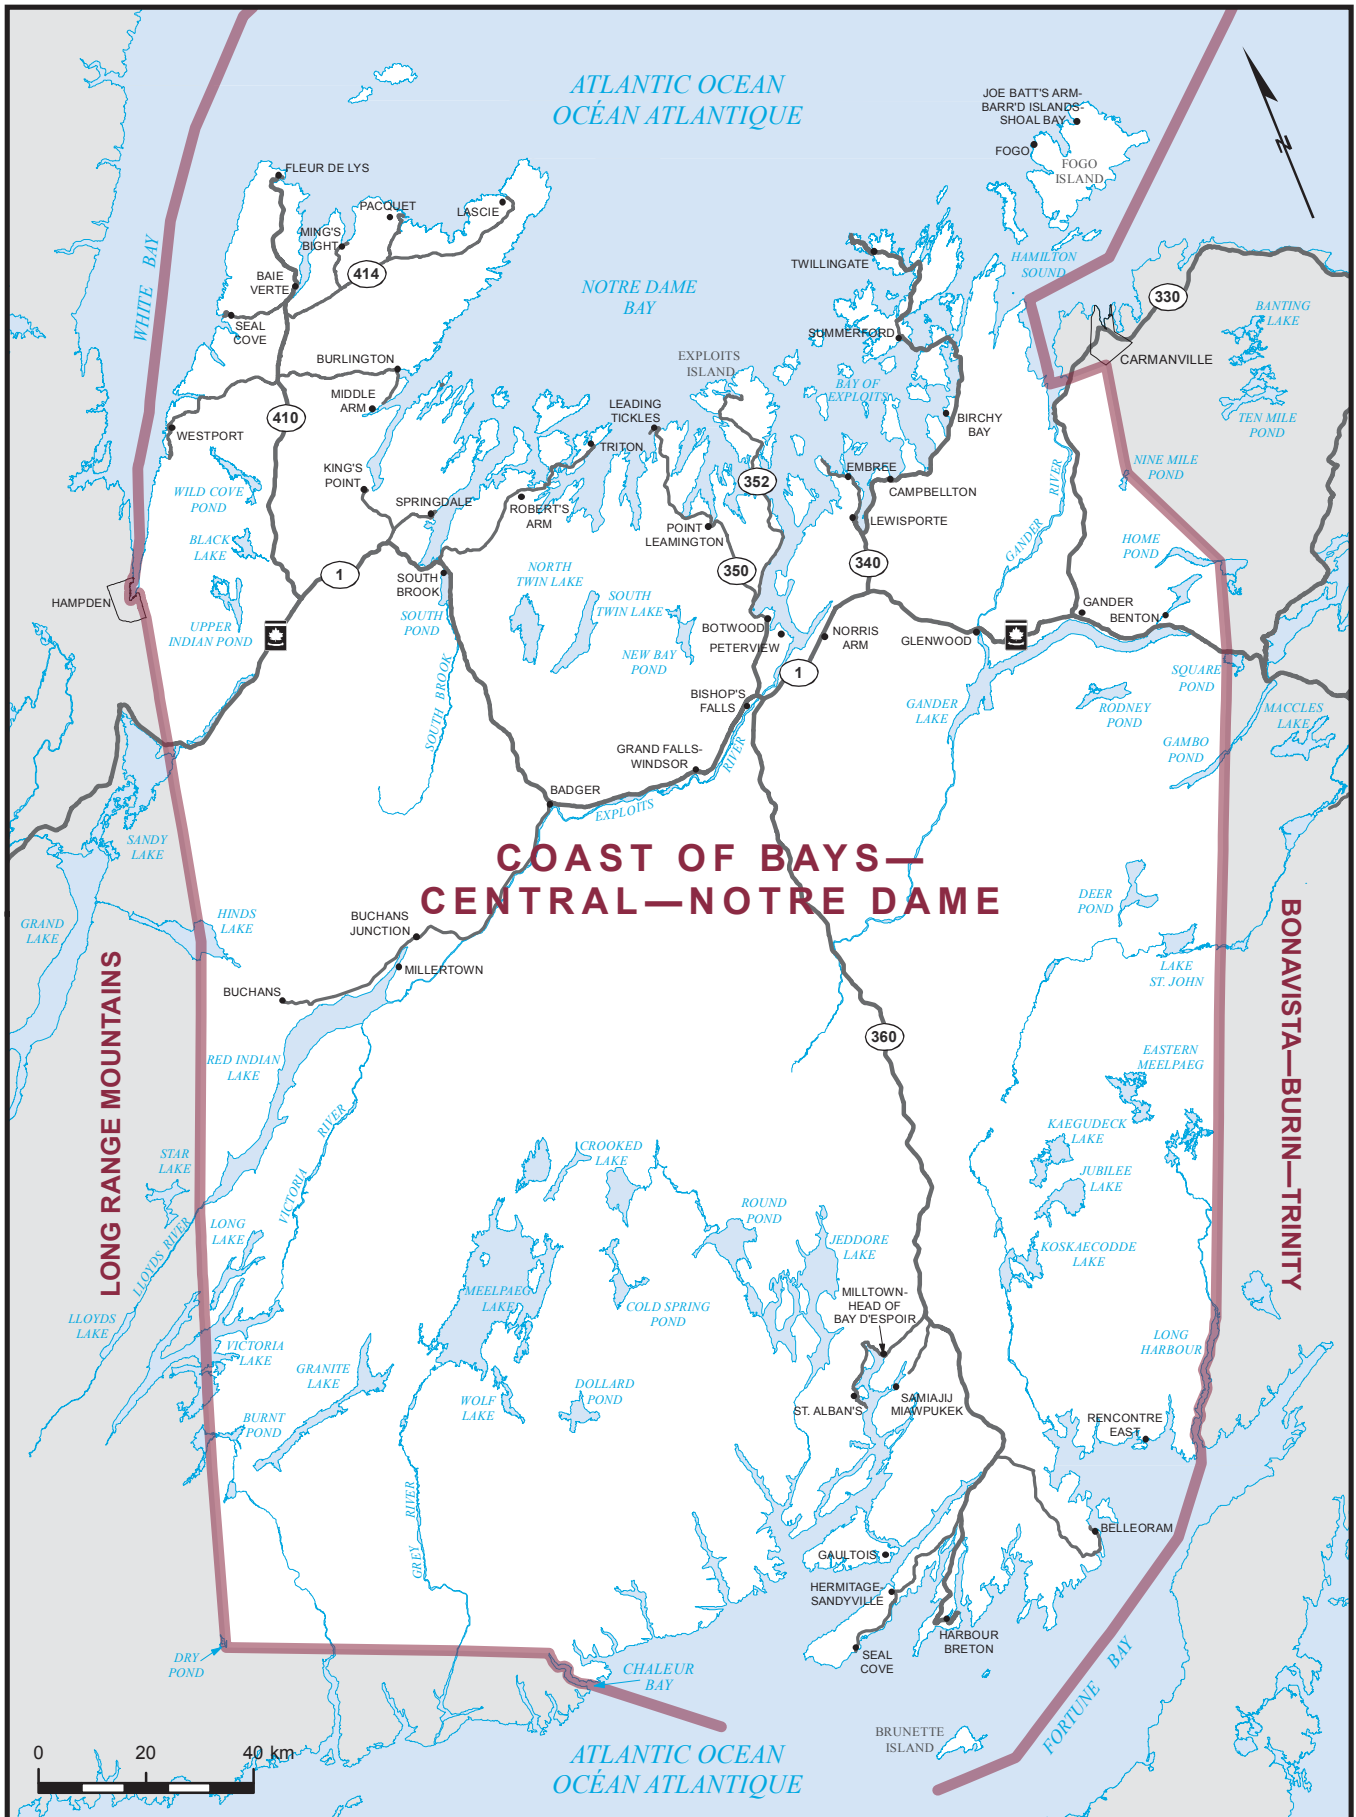 ATLANTIC OCEAN
OCÉAN ATLANTIQUE
JOE BATT'S ARM-
BARR'D ISLANDS-
SHOAL BAY
FOGO
FOGO
ISLAND
N
FLEUR DE LYS
PACQUET
LASCIE
MING'S
BIGHT
414
BAIE
VERTE
SEAL
COVE
WHITE BAY
NOTRE DAME
BAY
TWILLINGATE
HAMILTON
SOUND
330
BANTING
LAKE
SUMMERFORD
CARMANVILLE
EXPLOITS
ISLAND
BURLINGTON
MIDDLE
ARM
BAY OF
EXPLOITS
LEADING
TICKLES
410
WESTPORT
BIRCHY
BAY
TEN MILE
POND
TRITON
KING'S
POINT
WILD COVE
POND
EMBREE
352
CAMPBELLTON
NINE MILE
POND
SPRINGDALE
ROBERT'S
ARM
POINT
LEAMINGTON
LEWISPORTE
GANDER RIVER
BLACK
LAKE
HOME
POND
1
SOUTH
BROOK
NORTH
TWIN LAKE
350
340
HAMPDEN
SOUTH
TWIN LAKE
GANDER
BENTON
UPPER
INDIAN POND
SOUTH
POND
BOTWOOD
PETERVIEW
NORRIS
ARM
GLENWOOD
NEW BAY
POND
1
SQUARE
POND
SOUTH BROOK
BISHOP'S
FALLS
GANDER
LAKE
RODNEY
POND
MACCLES
LAKE
GRAND FALLS-
WINDSOR
GAMBO
POND
BADGER
EXPLOITS RIVER
SANDY
LAKE
COAST OF BAYS—
CENTRAL—NOTRE DAME
DEER
POND
GRAND
LAKE
HINDS
LAKE
BUCHANS
JUNCTION
MILLERTOWN
BUCHANS
LAKE
ST. JOHN
LONG RANGE MOUNTAINS
BONAVISTA—BURIN—TRINITY
360
RED INDIAN
LAKE
EASTERN
MEELPAEG
VICTORIA RIVER
KAEGUDECK
LAKE
STAR
LAKE
CROOKED
LAKE
JUBILEE
LAKE
ROUND
POND
LONG
LAKE
LLOYDS RIVER
JEDDORE
LAKE
KOSKAECODDE
LAKE
MEELPAEG
LAKE
COLD SPRING
POND
MILLTOWN-
HEAD OF
BAY D'ESPOIR
LLOYDS
LAKE
VICTORIA
LAKE
LONG
HARBOUR
GRANITE
LAKE
WOLF
LAKE
DOLLARD
POND
ST. ALBAN'S
SAMIAJIJ
MIAWPUKEK
BURNT
POND
RENCONTRE
EAST
GREY RIVER
BELLEORAM
GAULTOIS
HERMITAGE-
SANDYVILLE
HARBOUR
BRETON
SEAL
COVE
DRY
POND
CHALEUR
BAY
FORTUNE BAY
BRUNETTE
ISLAND
0 20 40 km
ATLANTIC OCEAN
OCÉAN ATLANTIQUE